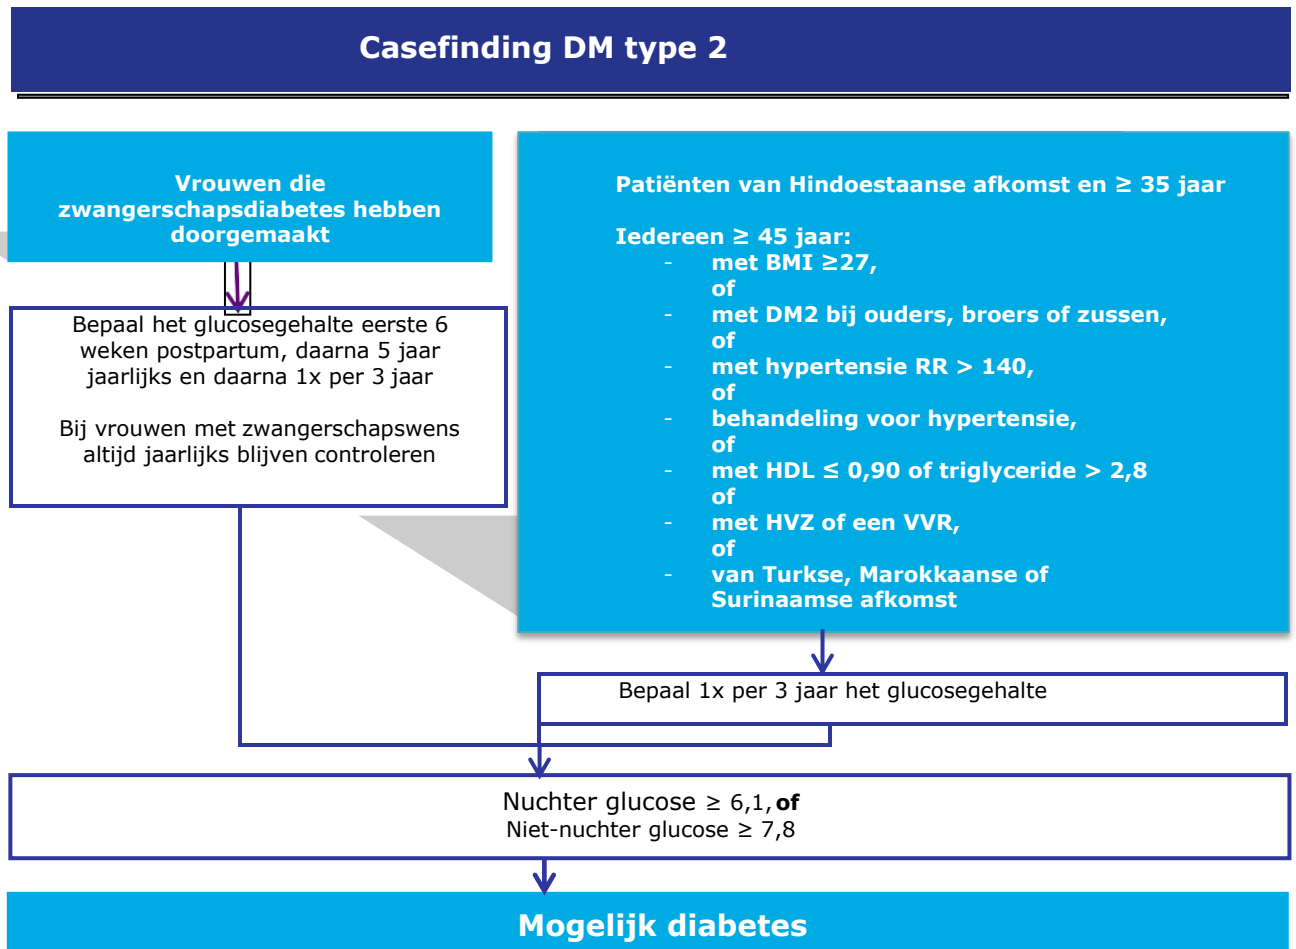 Casefinding DM type 2
Vrouwen die
zwangerschapsdiabetes hebben
doorgemaakt
Bepaal het glucosegehalte eerste 6
weken postpartum, daarna 5 jaar
jaarlijks en daarna 1x per 3 jaar
Bij vrouwen met zwangerschapswens
altijd jaarlijks blijven controleren
Patiënten van Hindoestaanse afkomst en ≥ 35 jaar
Iedereen ≥ 45 jaar:
- met BMI ≥27,
of
- met DM2 bij ouders, broers of zussen,
of
- met hypertensie RR > 140,
of
- behandeling voor hypertensie,
of
- met HDL ≤ 0,90 of triglyceride > 2,8
of
- met HVZ of een VVR,
of
- van Turkse, Marokkaanse of
Surinaamse afkomst
Bepaal 1x per 3 jaar het glucosegehalte
Nuchter glucose ≥ 6,1, of
Niet-nuchter glucose ≥ 7,8
Mogelijk diabetes